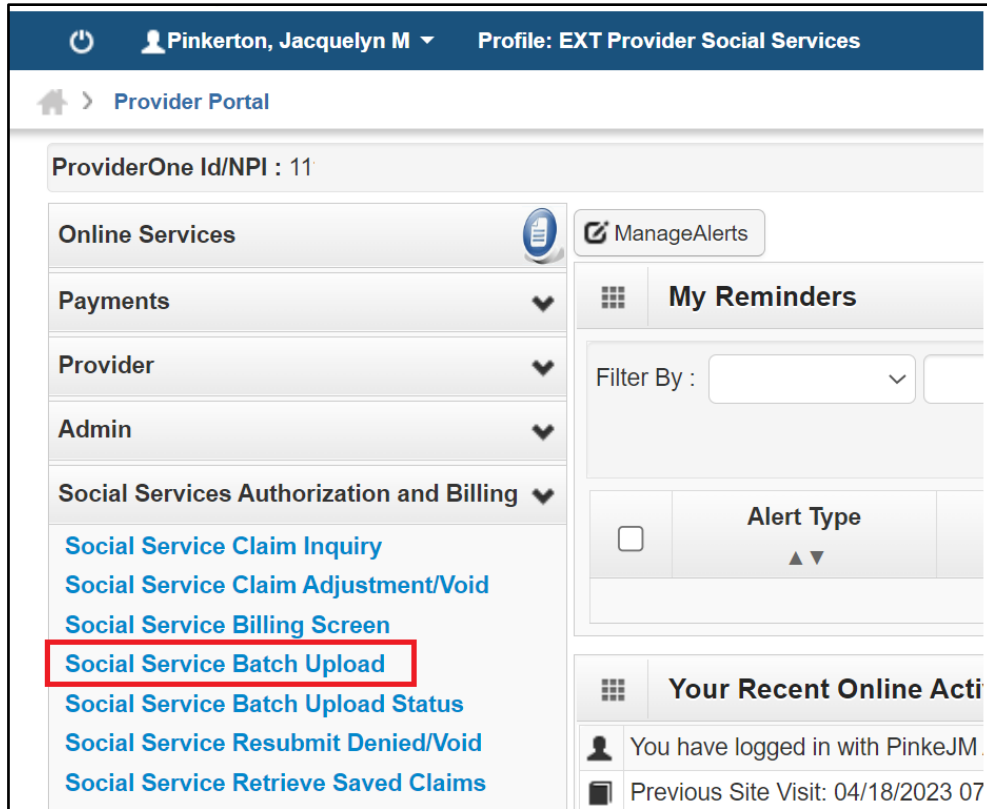 Pinkerton, Jacquelyn M Profile: EXT Provider Social Services
Provider Portal
ProviderOne Id/NPI : 11
Online Services
Payments
Provider
Admin
Social Services Authorization and Billing
Social Service Claim Inquiry
Social Service Claim Adjustment/Void
Social Service Billing Screen
Social Service Batch Upload
Social Service Batch Upload Status
Social Service Resubmit Denied/Void
Social Service Retrieve Saved Claims
ManageAlerts
My Reminders
Filter By :
Alert Type
Your Recent Online Acti
You have logged in with PinkeJM
Previous Site Visit: 04/18/2023 07